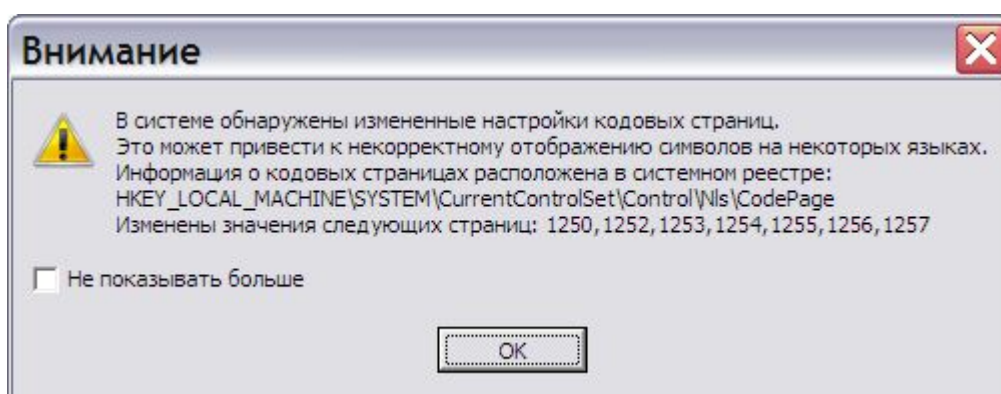 Внимание
В системе обнаружены измененные настройки кодовых страниц.
Это может привести к некорректному отображению символов на некоторых языках.
Информация о кодовых страницах расположена в системном реестре:
HKEY_LOCAL_MACHINE\SYSTEM\CurrentControlSet\Control\Nls\CodePage
Изменены значения следующих страниц: 1250,1252,1253,1254,1255,1256,1257
Не показывать больше
OK